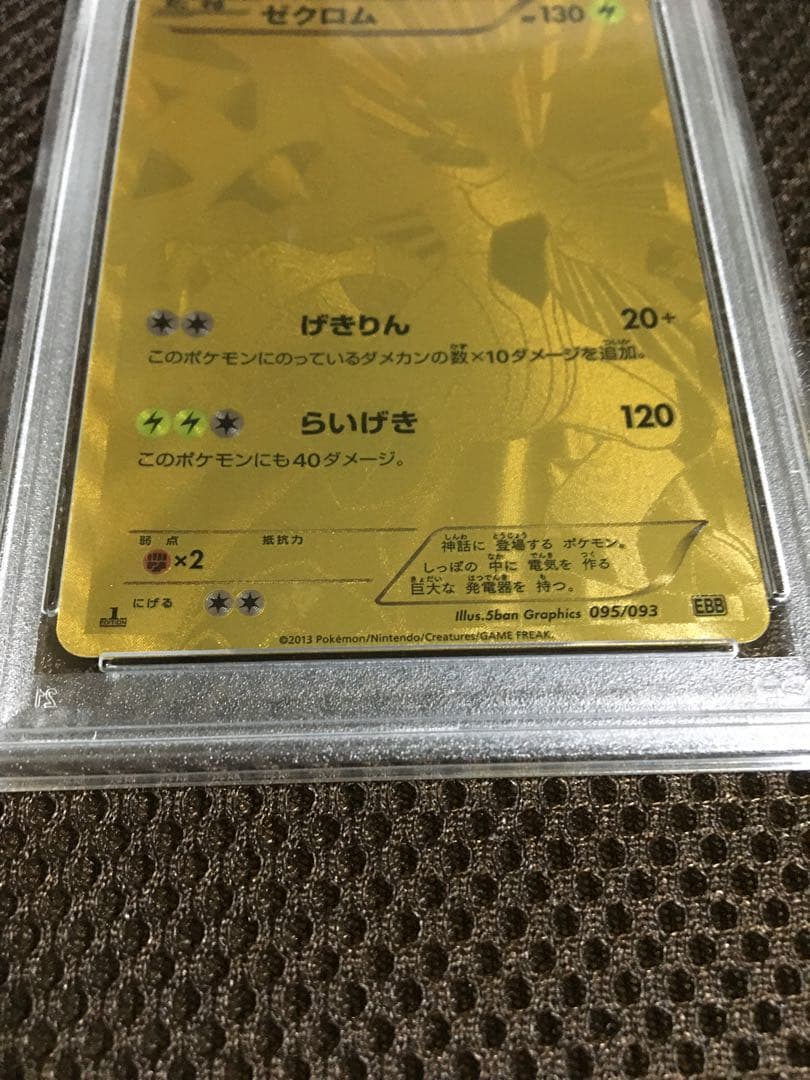 ゼクロム HP130
げきりん 20+
このポケモンにのっているダメカンの数×10ダメージを追加。
らいげき 120
このポケモンにも40ダメージ。
弱点 抵抗力
×2
にげる
神話に登場するポケモン。
しっぽの中に電気を作る
巨大な発電器を持つ。
1 EDITION
Illus.5ban Graphics 095/093 EBB
©2013 Pokémon/Nintendo/Creatures/GAME FREAK.